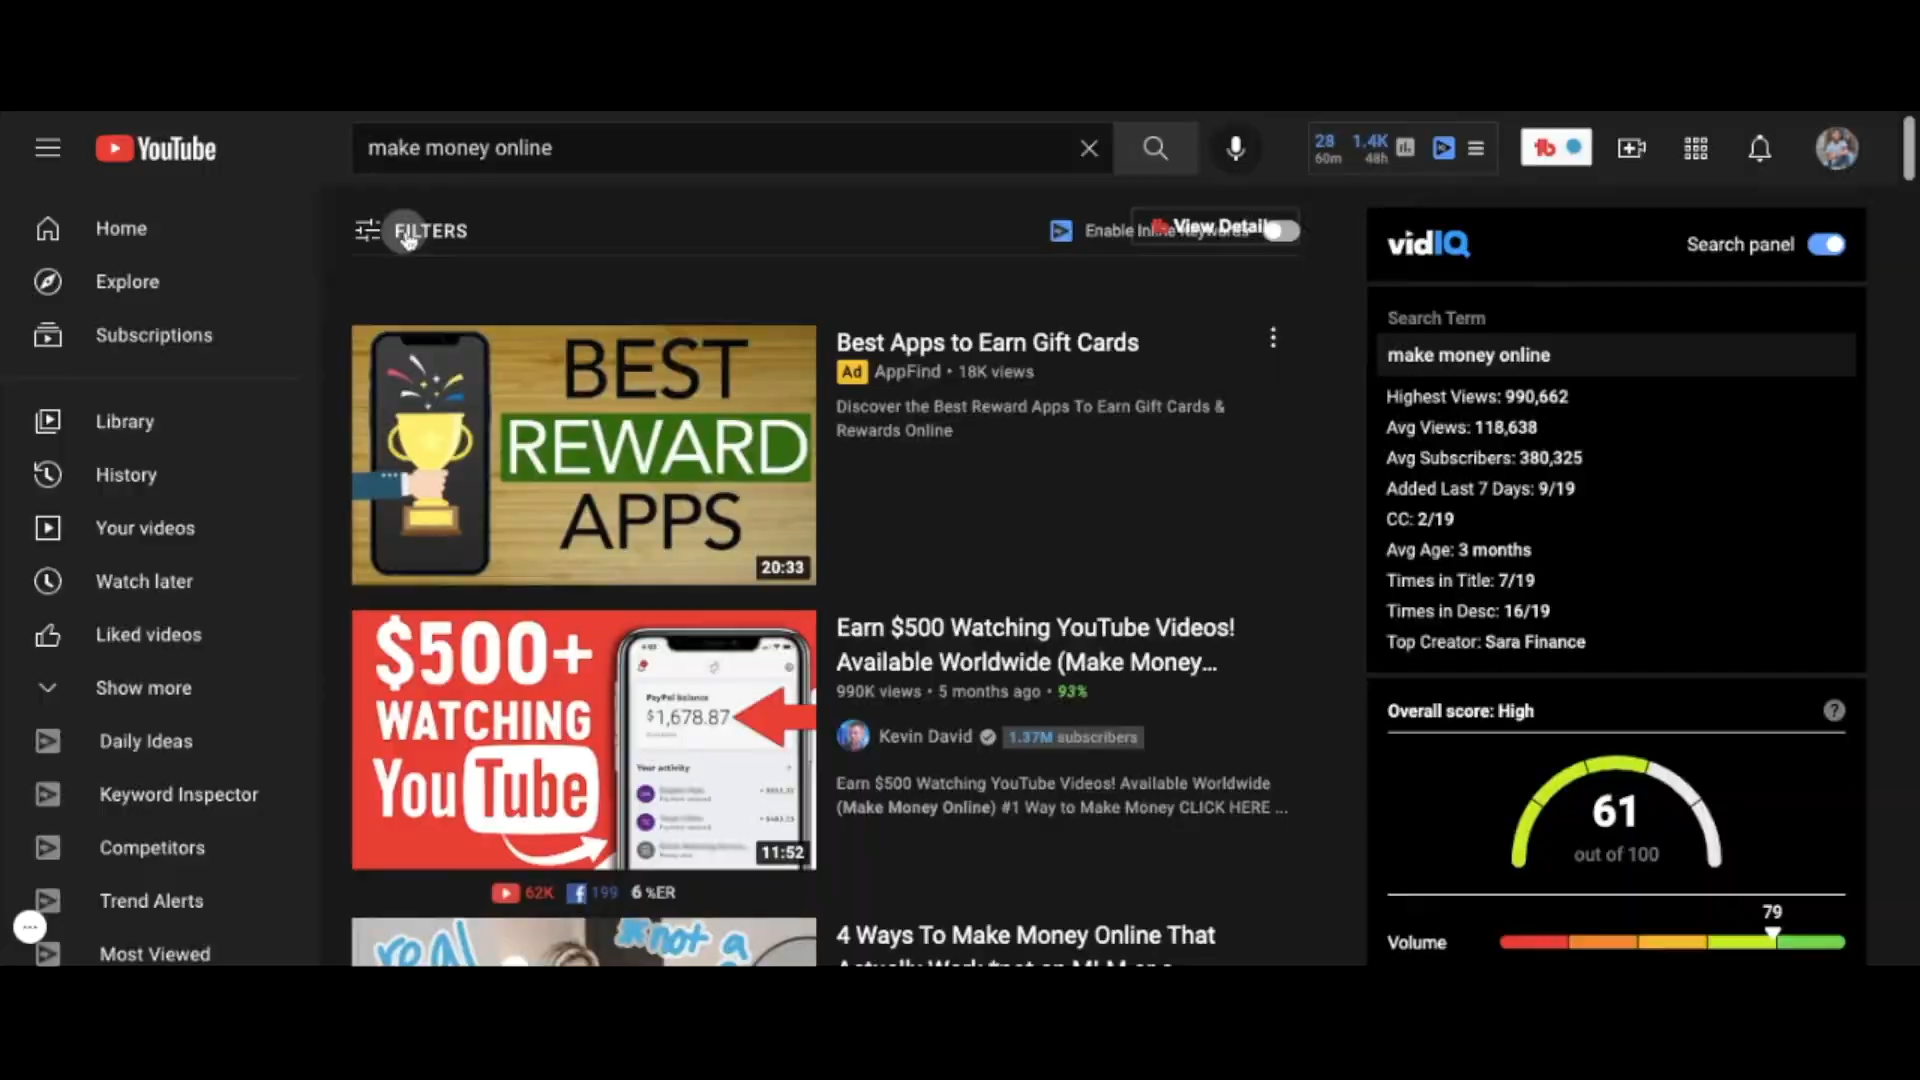 YouTube
make money online
28
60m
1.4K
48h
Home
Explore
Subscriptions
Library
History
Your videos
Watch later
Liked videos
Show more
Daily Ideas
Keyword Inspector
Competitors
Trend Alerts
Most Viewed
FILTERS
Enable Inline
View Detail
BEST
REWARD
APPS
20:33
Best Apps to Earn Gift Cards
Ad AppFind • 18K views
Discover the Best Reward Apps To Earn Gift Cards &
Rewards Online
$500+
WATCHING
YouTube
PayPal balance
$1,678.87
Your activity
11:52
62K 199 6 %ER
Earn $500 Watching YouTube Videos!
Available Worldwide (Make Money...
990K views • 5 months ago • 93%
Kevin David 1.37M subscribers
Earn $500 Watching YouTube Videos! Available Worldwide
(Make Money Online) #1 Way to Make Money CLICK HERE ...
real
*not a
4 Ways To Make Money Online That
vidIQ
Search panel
Search Term
make money online
Highest Views: 990,662
Avg Views: 118,638
Avg Subscribers: 380,325
Added Last 7 Days: 9/19
CC: 2/19
Avg Age: 3 months
Times in Title: 7/19
Times in Desc: 16/19
Top Creator: Sara Finance
Overall score: High
?
61
out of 100
79
Volume